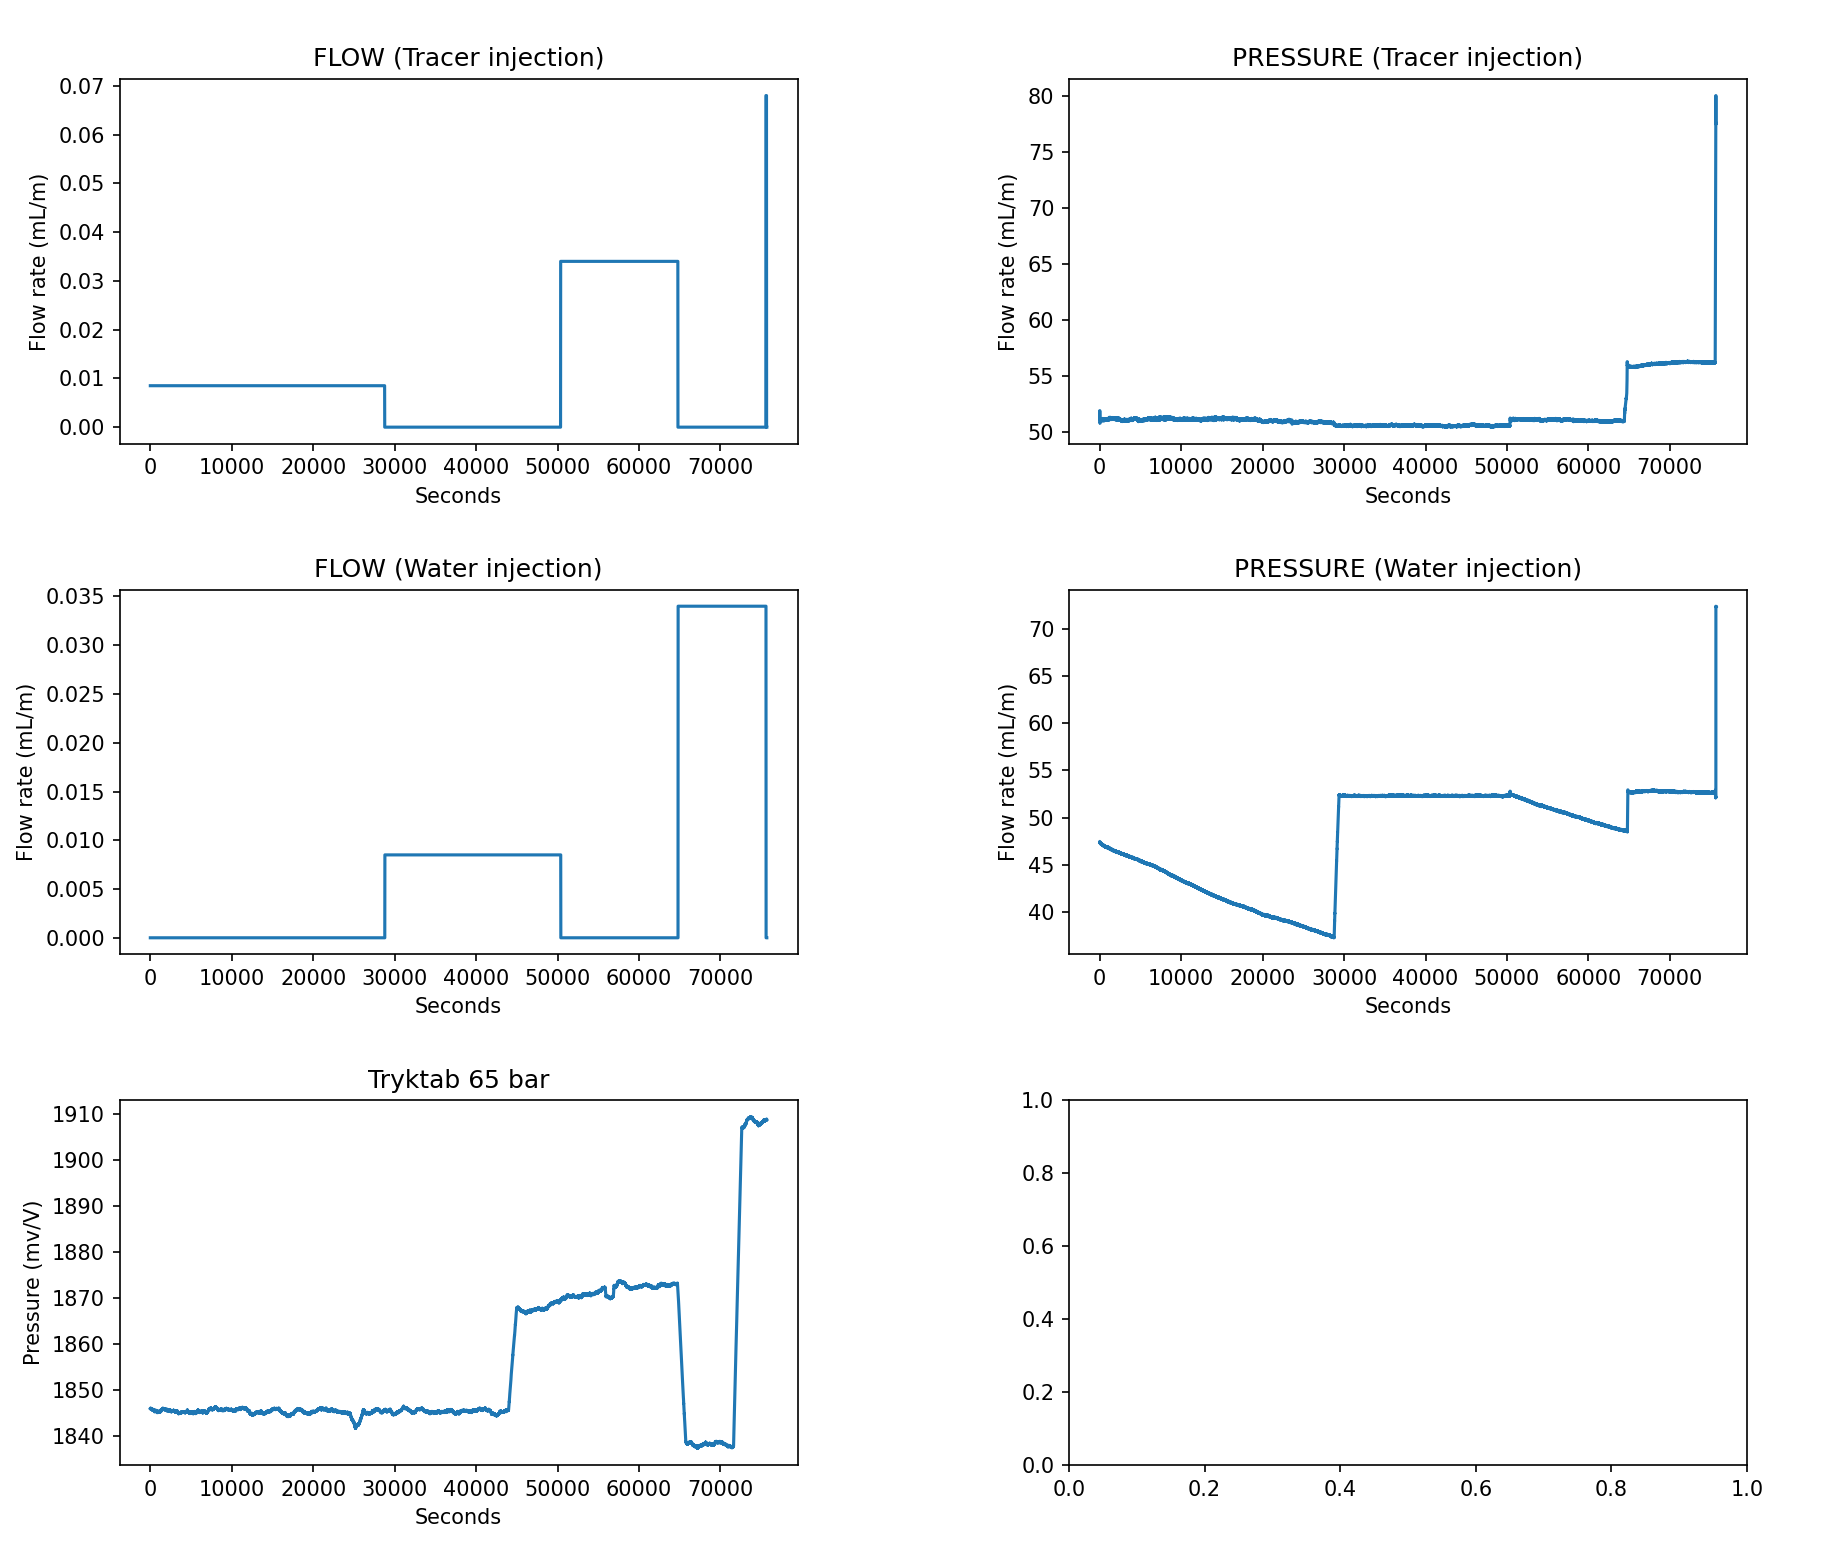 FLOW (Tracer injection)
Flow rate (mL/m)
0.07
0.06
0.05
0.04
0.03
0.02
0.01
0.00
0 10000 20000 30000 40000 50000 60000 70000
Seconds
PRESSURE (Tracer injection)
Flow rate (mL/m)
80
75
70
65
60
55
50
0 10000 20000 30000 40000 50000 60000 70000
Seconds
FLOW (Water injection)
Flow rate (mL/m)
0.035
0.030
0.025
0.020
0.015
0.010
0.005
0.000
0 10000 20000 30000 40000 50000 60000 70000
Seconds
PRESSURE (Water injection)
Flow rate (mL/m)
70
65
60
55
50
45
40
0 10000 20000 30000 40000 50000 60000 70000
Seconds
Tryktab 65 bar
Pressure (mv/V)
1910
1900
1890
1880
1870
1860
1850
1840
0 10000 20000 30000 40000 50000 60000 70000
Seconds
1.0
0.8
0.6
0.4
0.2
0.0
0.0 0.2 0.4 0.6 0.8 1.0